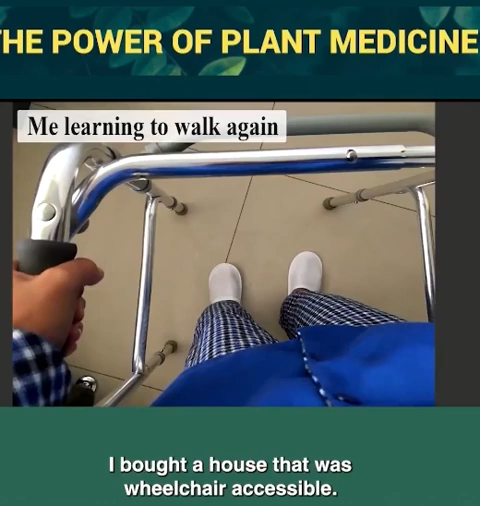 THE POWER OF PLANT MEDICINE
Me learning to walk again
I bought a house that was
wheelchair accessible.